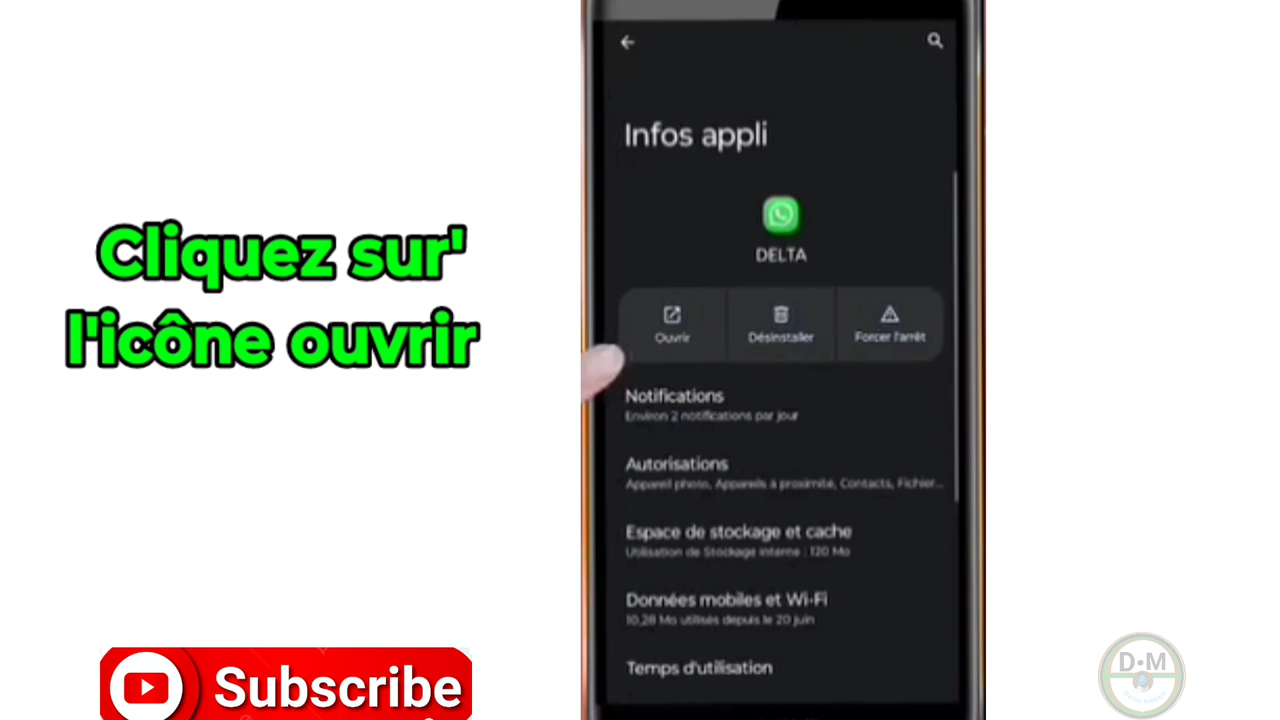 Cliquez sur'
l'icône ouvrir
Subscribe
Infos appli
DELTA
Ouvrir
Désinstaller
Forcer l'arrêt
Notifications
Environ 2 notifications par jour
Autorisations
Appareil photo, Appareils à proximité, Contacts, Fichier...
Espace de stockage et cache
Utilisation de Stockage interne : 120 Mo
Données mobiles et Wi-Fi
10,28 Mo utilisés depuis le 20 juin
Temps d'utilisation
D•M